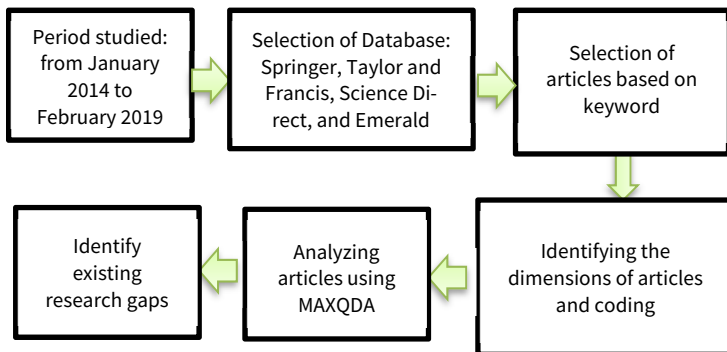 Period studied:
from January
2014 to
February 2019
Selection of Database:
Springer, Taylor and
Francis, Science Di-
rect, and Emerald
Selection of
articles based on
keyword
Identifying the
dimensions of articles
and coding
Analyzing
articles using
MAXQDA
Identify
existing
research gaps